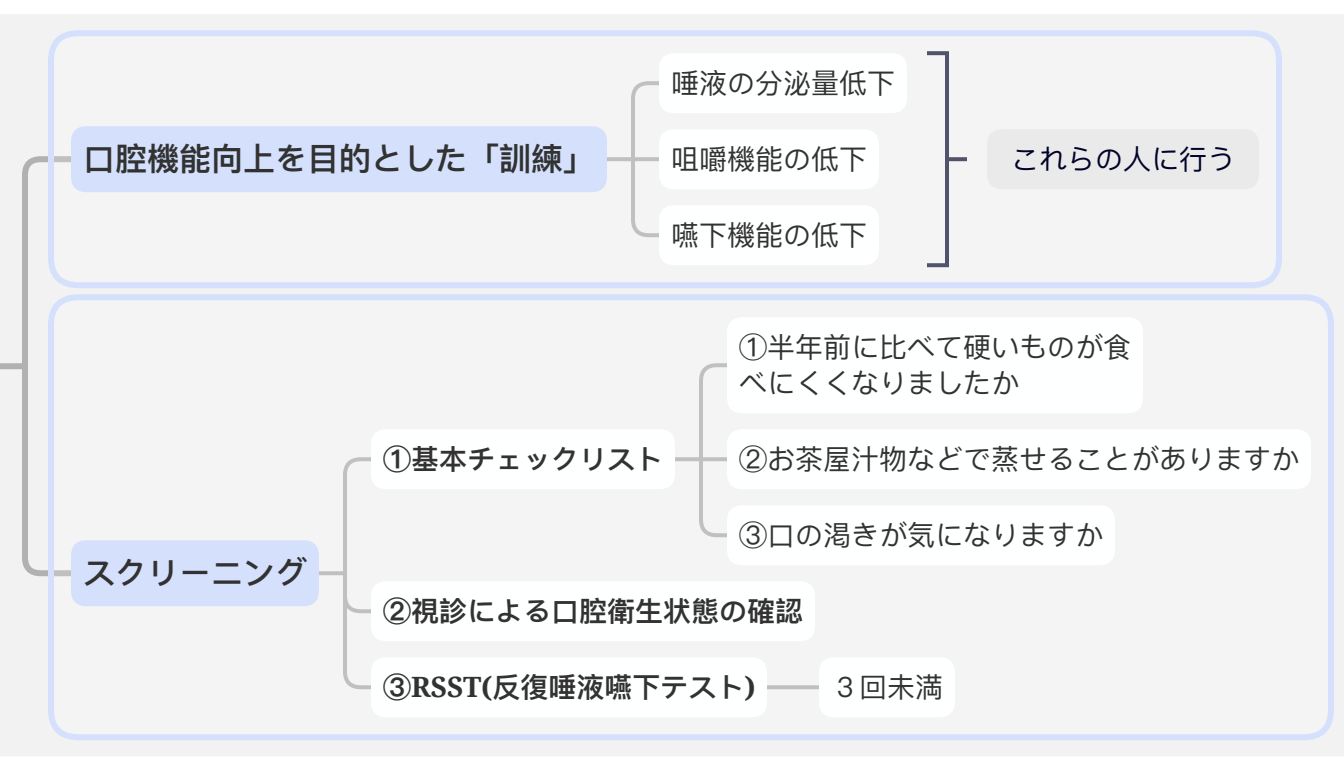 口腔機能向上を目的とした「訓練」
唾液の分泌量低下
咀嚼機能の低下
嚥下機能の低下
これらの人に行う
スクリーニング
①基本チェックリスト
①半年前に比べて硬いものが食
べにくくなりましたか
②お茶屋汁物などで蒸せることがありますか
③口の渇きが気になりますか
②視診による口腔衛生状態の確認
③RSST(反復唾液嚥下テスト)
３回未満